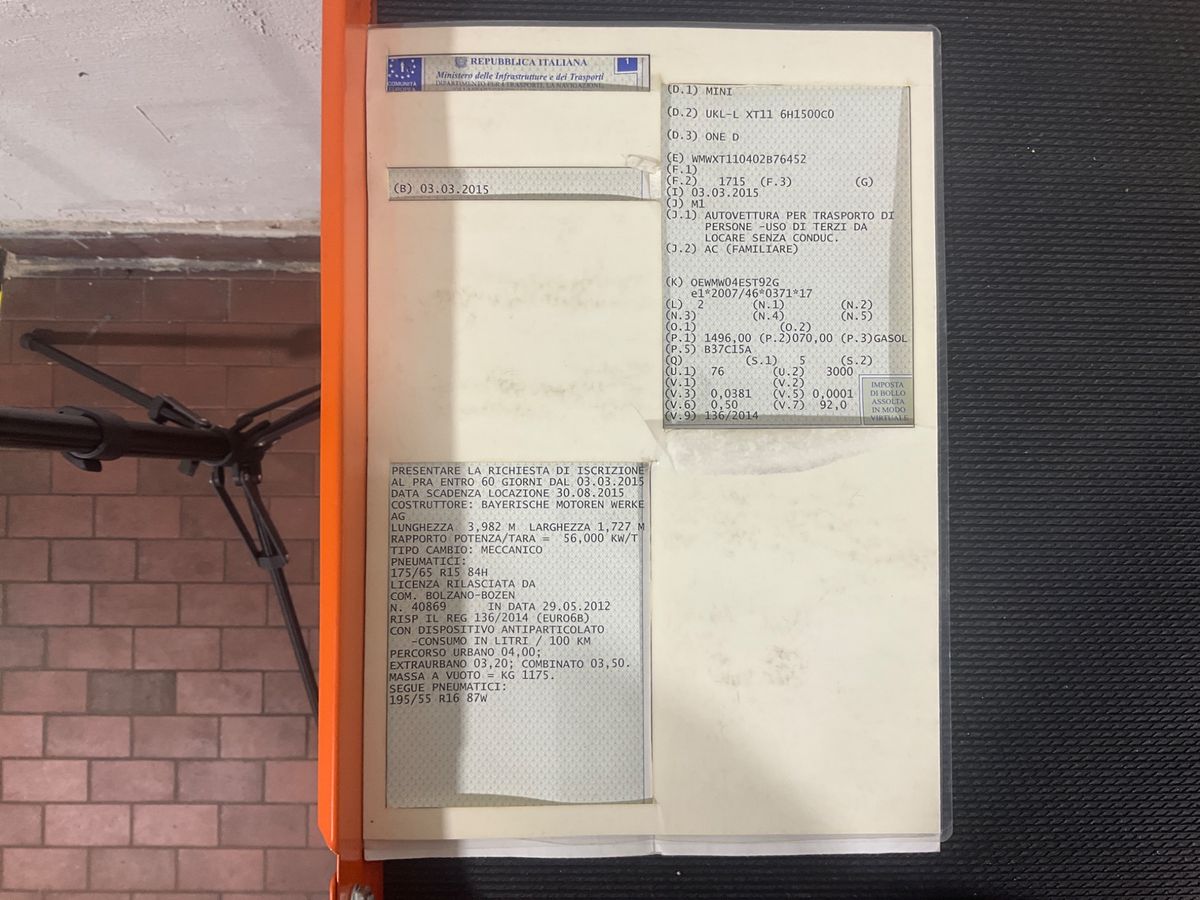 COMUNITÀ
EUROPEA
REPUBBLICA ITALIANA
Ministero delle Infrastrutture e dei Trasporti
DIPARTIMENTO PER I TRASPORTI, LA NAVIGAZIONE,
1
(B) 03.03.2015
PRESENTARE LA RICHIESTA DI ISCRIZIONE
AL PRA ENTRO 60 GIORNI DAL 03.03.2015
DATA SCADENZA LOCAZIONE 30.08.2015
COSTRUTTORE: BAYERISCHE MOTOREN WERKE
AG
LUNGHEZZA 3,982 M LARGHEZZA 1,727 M
RAPPORTO POTENZA/TARA = 56,000 KW/T
TIPO CAMBIO: MECCANICO
PNEUMATICI:
175/65 R15 84H
LICENZA RILASCIATA DA
COM. BOLZANO-BOZEN
N. 40869 IN DATA 29.05.2012
RISP IL REG 136/2014 (EURO6B)
CON DISPOSITIVO ANTIPARTICOLATO
-CONSUMO IN LITRI / 100 KM
PERCORSO URBANO 04,00;
EXTRAURBANO 03,20; COMBINATO 03,50.
MASSA A VUOTO = KG 1175.
SEGUE PNEUMATICI:
195/55 R16 87W
(D.1) MINI
(D.2) UKL-L XT11 6HI500C0
(D.3) ONE D
(E) WMWXT110402B76452
(F.1)
(F.2) 1715 (F.3) (G)
(I) 03.03.2015
(J) M1
(J.1) AUTOVETTURA PER TRASPORTO DI
PERSONE -USO DI TERZI DA
LOCARE SENZA CONDUC.
(J.2) AC (FAMILIARE)
(K) OEWMW04EST92G
e1*2007/46*0371*17
(L) 2 (N.1) (N.2)
(N.3) (N.4) (N.5)
(O.1) (O.2)
(P.1) 1496,00 (P.2)070,00 (P.3)GASOL
(P.5) B37C15A
(Q) (S.1) 5 (S.2)
(U.1) 76 (U.2) 3000
(V.1) (V.2)
(V.3) 0,0381 (V.5) 0,0001
(V.6) 0,50 (V.7) 92,0
(V.9) 136/2014
IMPOSTA
DI BOLLO
ASSOLTA
IN MODO
VIRTUALE